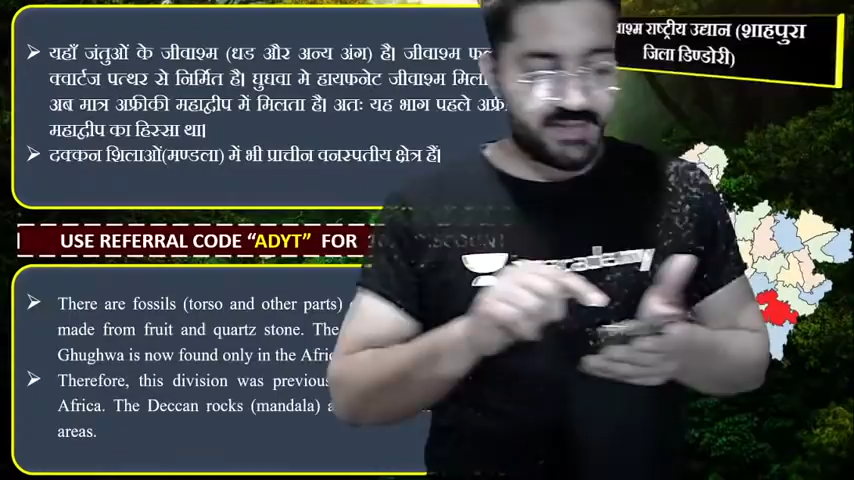 यहाँ जंतुओं के जीवाश्म (धड और अन्य अंग) है। जीवाश्म
क्वार्टज पत्थर से निर्मित है। घुघवा मे हायफनेट जीवाश्म
अब मात्र अफ्रीकी महाद्वीप में मिलता है। अतः यह भाग पहले
महाद्वीप का हिस्सा था।
दक्कन शिलाओं(मण्डला) में भी प्राचीन वनस्पतीय क्षेत्र हैं।
राष्ट्रीय उद्यान (शाहपुरा
जिला डिण्डोरी)
USE REFERRAL CODE "ADYT" FOR
There are fossils (torso and other parts)
made from fruit and quartz stone. The
Ghughwa is now found only in the
Therefore, this division was
Africa. The Deccan rocks (mandala)
areas.